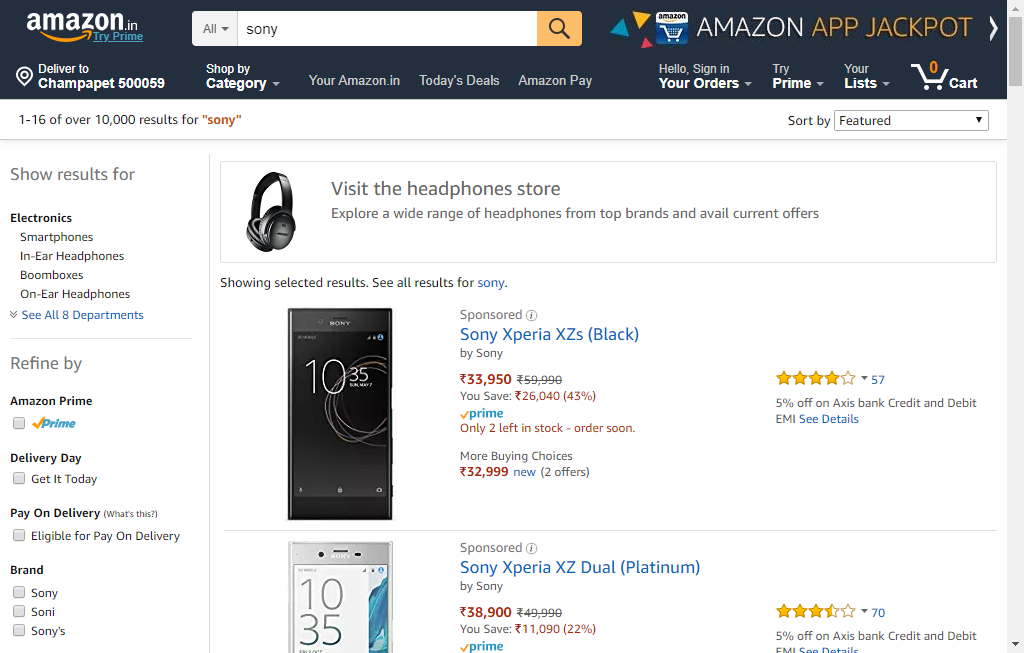 amazon.in
Try Prime
All
sony
amazon
AMAZON APP JACKPOT
Deliver to
Champapet 500059
Shop by
Category
Your Amazon.in
Today's Deals
Amazon Pay
Hello, Sign in
Your Orders
Try
Prime
Your
Lists
0
Cart
1-16 of over 10,000 results for "sony"
Sort by
Featured
Show results for
Electronics
Smartphones
In-Ear Headphones
Boomboxes
On-Ear Headphones
See All 8 Departments
Refine by
Amazon Prime
Prime
Delivery Day
Get It Today
Pay On Delivery (What's this?)
Eligible for Pay On Delivery
Brand
Sony
Soni
Sony's
Visit the headphones store
Explore a wide range of headphones from top brands and avail current offers
Showing selected results. See all results for sony.
SONY
10 35
SUN, MAY 7
Sponsored
Sony Xperia XZs (Black)
by Sony
₹33,950 ₹59,990
You Save: ₹26,040 (43%)
prime
Only 2 left in stock - order soon.
More Buying Choices
₹32,999 new (2 offers)
57
5% off on Axis bank Credit and Debit
EMI See Details
SONY
10
35
Sponsored
Sony Xperia XZ Dual (Platinum)
by Sony
₹38,900 ₹49,990
You Save: ₹11,090 (22%)
prime
70
5% off on Axis bank Credit and Debit
EMI See Details